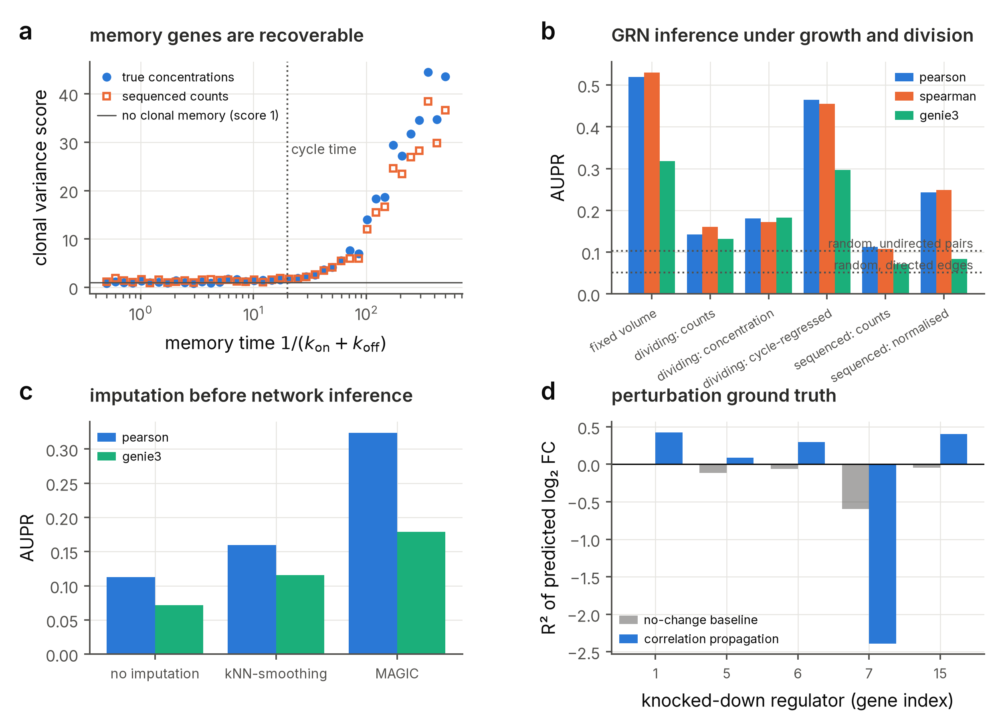 a
memory genes are recoverable
true concentrations
sequenced counts
no clonal memory (score 1)
cycle time
clonal variance score
40
30
20
10
0
10⁰
10¹
10²
memory time 1/(k_on + k_off)
b
GRN inference under growth and division
pearson
spearman
genie3
random, undirected pairs
random, directed edges
AUPR
0.5
0.4
0.3
0.2
0.1
0.0
fixed volume
dividing: counts
dividing: concentration
dividing: cycle-regressed
sequenced: counts
sequenced: normalised
c
imputation before network inference
pearson
genie3
AUPR
0.30
0.25
0.20
0.15
0.10
0.05
0.00
no imputation
kNN-smoothing
MAGIC
d
perturbation ground truth
R² of predicted log₂ FC
0.5
0.0
−0.5
−1.0
−1.5
−2.0
−2.5
no-change baseline
correlation propagation
1
5
6
7
15
knocked-down regulator (gene index)